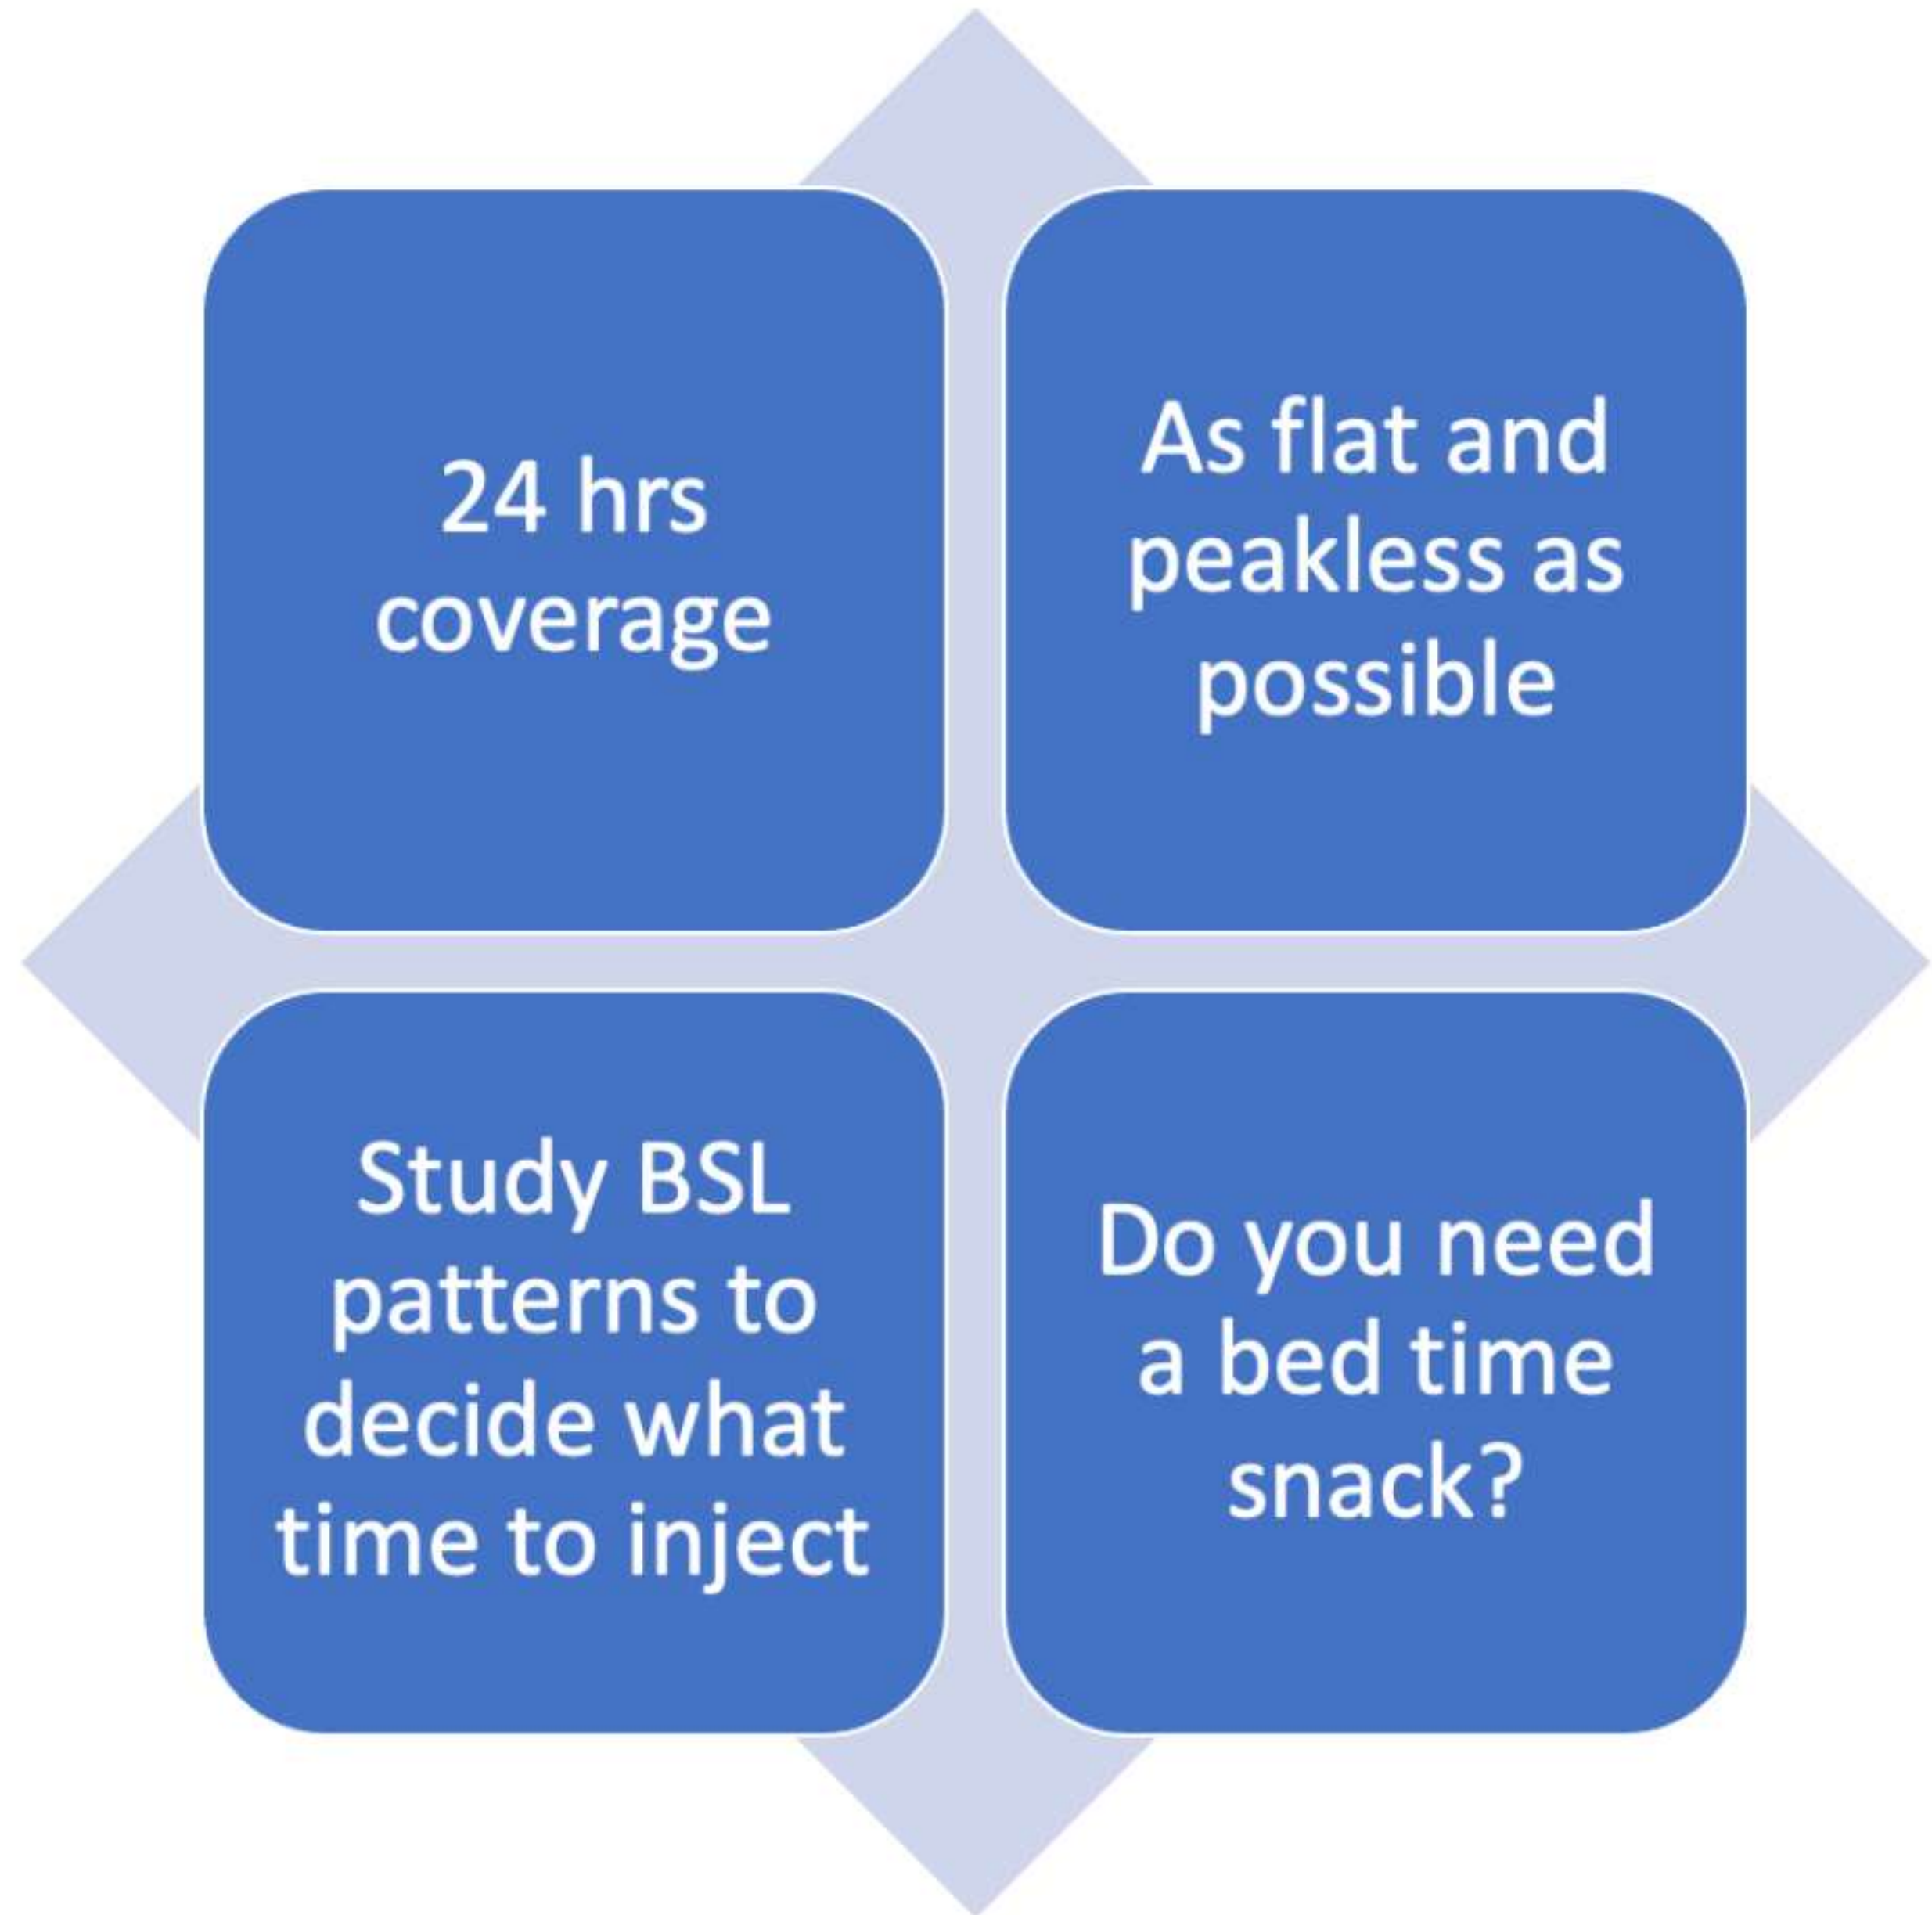 24 hrs
coverage
As flat and
peakless as
possible
Study BSL
patterns to
decide what
time to inject
Do you need
a bed time
snack?